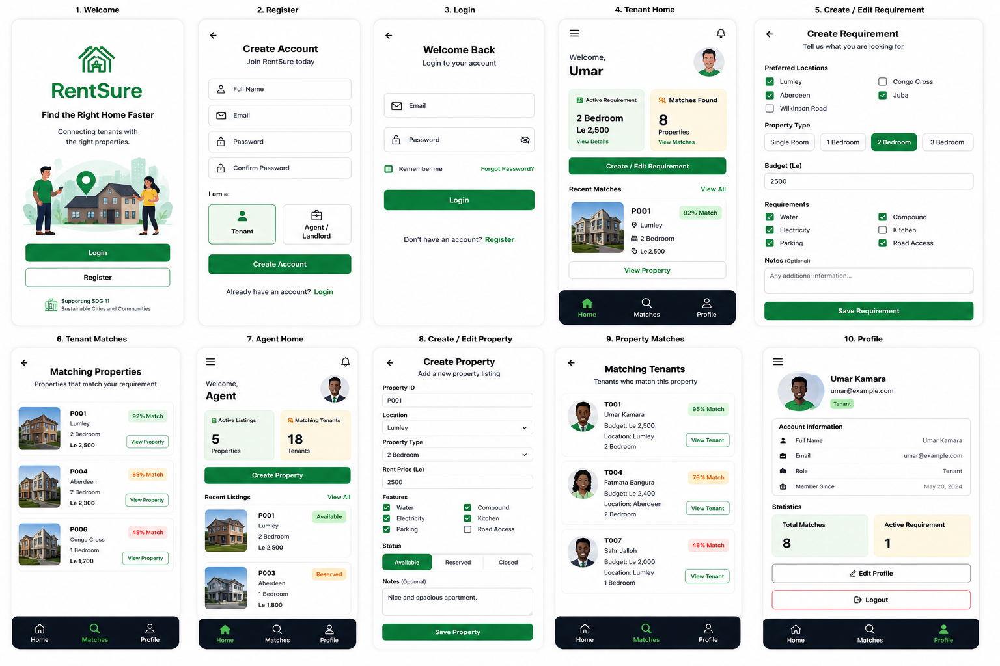 1. Welcome
RentSure
Find the Right Home Faster
Connecting tenants with
the right properties.
Login
Register
Supporting SDG 11
Sustainable Cities and Communities
2. Register
Create Account
Join RentSure today
Full Name
Email
Password
Confirm Password
I am a:
Tenant
Agent /
Landlord
Create Account
Already have an account? Login
3. Login
Welcome Back
Login to your account
Email
Password
Remember me Forgot Password?
Login
Don't have an account? Register
4. Tenant Home
Welcome,
Umar
Active Requirement
2 Bedroom
Le 2,500
View Details
Matches Found
8
Properties
View Matches
Create / Edit Requirement
Recent Matches View All
P001 92% Match
Lumley
2 Bedroom
Le 2,500
View Property
Home Matches Profile
5. Create / Edit Requirement
Create Requirement
Tell us what you are looking for
Preferred Locations
Lumley Congo Cross
Aberdeen Juba
Wilkinson Road
Property Type
Single Room 1 Bedroom 2 Bedroom 3 Bedroom
Budget (Le)
2500
Requirements
Water Compound
Electricity Kitchen
Parking Road Access
Notes (Optional)
Any additional information...
Save Requirement
6. Tenant Matches
Matching Properties
Properties that match your requirement
P001 92% Match
Lumley
2 Bedroom
Le 2,500
View Property
P004 85% Match
Aberdeen
2 Bedroom
Le 2,300
View Property
P006 45% Match
Congo Cross
1 Bedroom
Le 1,700
View Property
Home Matches Profile
7. Agent Home
Welcome,
Agent
Active Listings
5
Properties
Matching Tenants
18
Tenants
Create Property
Recent Listings View All
P001 Available
Lumley
2 Bedroom
Le 2,500
P003 Reserved
Aberdeen
1 Bedroom
Le 1,800
Home Matches Profile
8. Create / Edit Property
Create Property
Add a new property listing
Property ID
P001
Location
Lumley
Property Type
2 Bedroom
Rent Price (Le)
2500
Features
Water Compound
Electricity Kitchen
Parking Road Access
Status
Available Reserved Closed
Notes (Optional)
Nice and spacious apartment.
Save Property
9. Property Matches
Matching Tenants
Tenants who match this property
T001 95% Match
Umar Kamara
Budget: Le 2,500
Location: Lumley
2 Bedroom
View Tenant
T004 78% Match
Fatmata Bangura
Budget: Le 2,400
Location: Aberdeen
2 Bedroom
View Tenant
T007 48% Match
Sahr Jalloh
Budget: Le 2,000
Location: Lumley
1 Bedroom
View Tenant
Home Matches Profile
10. Profile
Umar Kamara
umar@example.com
Tenant
Account Information
Full Name Umar Kamara
Email umar@example.com
Role Tenant
Member Since May 20, 2024
Statistics
Total Matches
8
Active Requirement
1
Edit Profile
Logout
Home Matches Profile